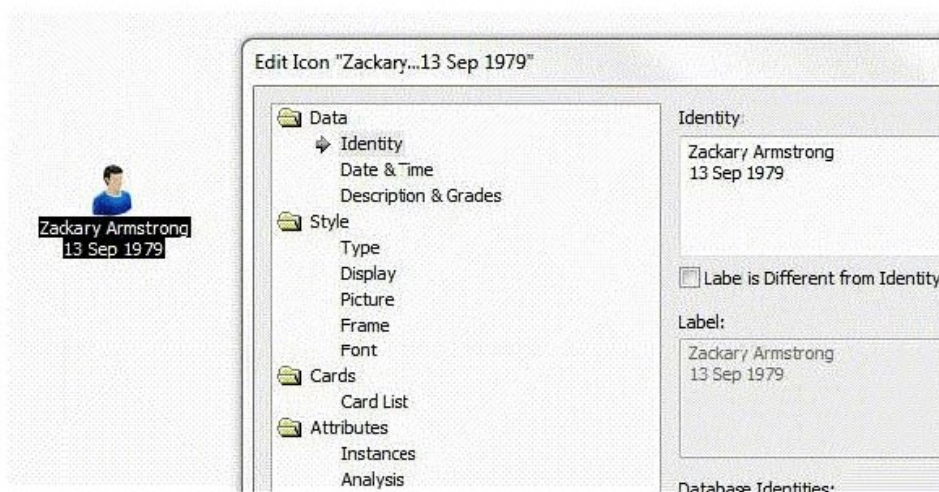 Edit Icon "Zackary...13 Sep 1979"
Zackary Armstrong
13 Sep 1979
Data
Identity
Date & Time
Description & Grades
Style
Type
Display
Picture
Frame
Font
Cards
Card List
Attributes
Instances
Analysis
Identity:
Zackary Armstrong
13 Sep 1979
Labe is Different from Identity
Label:
Zackary Armstrong
13 Sep 1979
Database Identities: